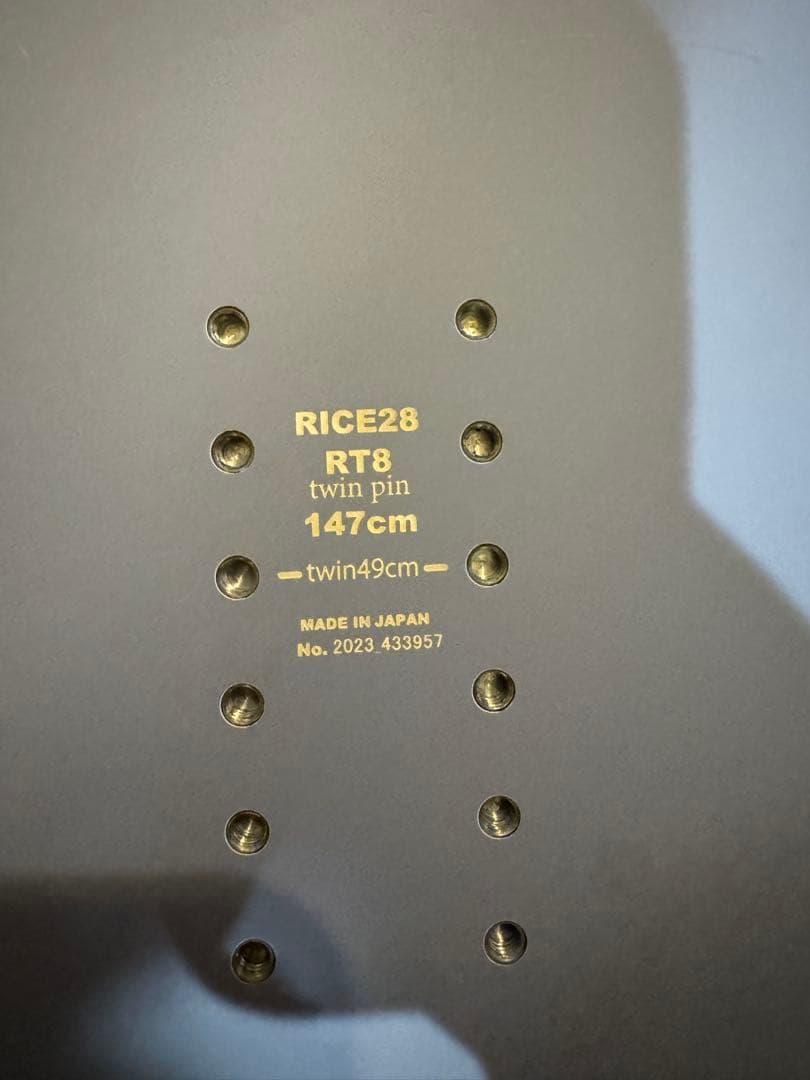 RICE28
RT8
twin pin
147cm
twin49cm
MADE IN JAPAN
No. 2023_433957